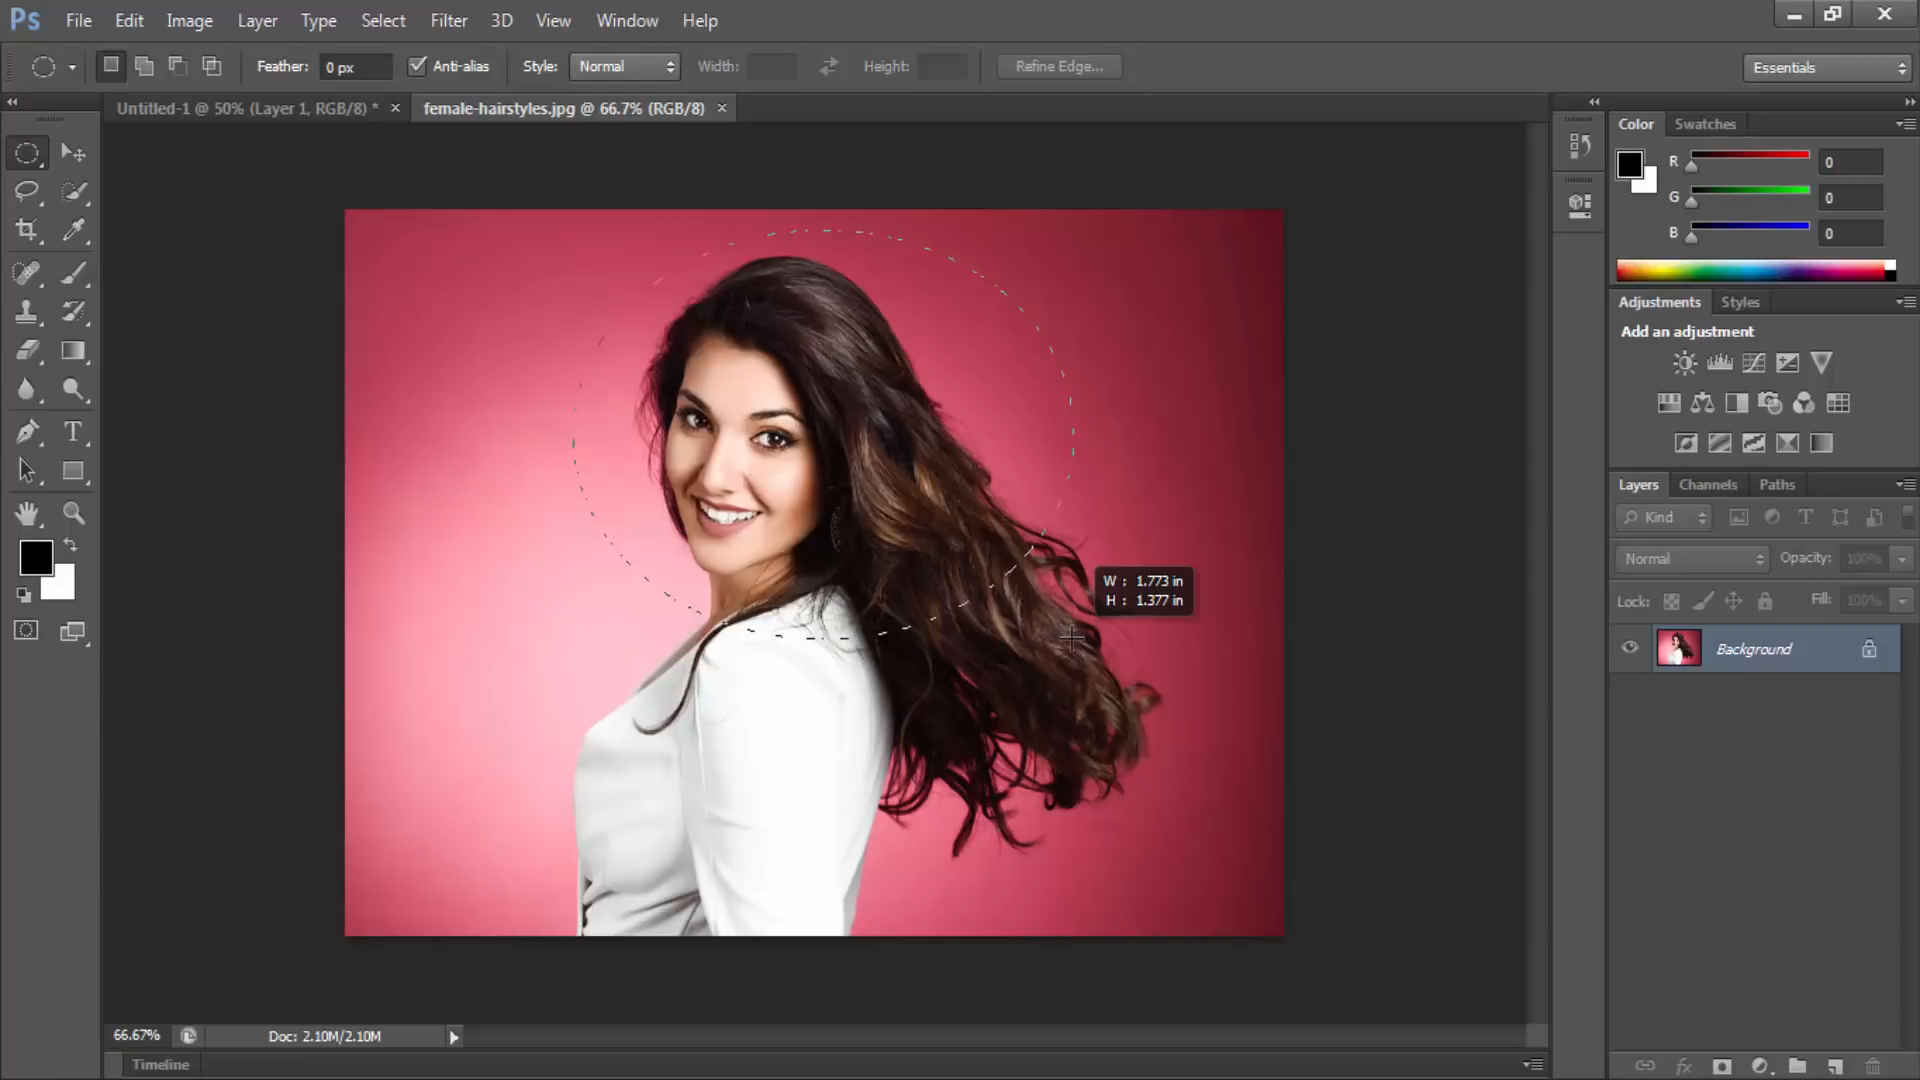 Ps File Edit Image Layer Type Select Filter 3D View Window Help
Feather: 0 px Anti-alias Style: Normal Width: Height: Refine Edge... Essentials
Untitled-1 @ 50% (Layer 1, RGB/8) * × female-hairstyles.jpg @ 66.7% (RGB/8) ×
Color Swatches
R 0
G 0
B 0
Adjustments Styles
Add an adjustment
Layers Channels Paths
Kind
Normal Opacity: 100%
Lock: Fill: 100%
Background
W : 1.773 in
H : 1.377 in
66.67% Doc: 2.10M/2.10M
Timeline